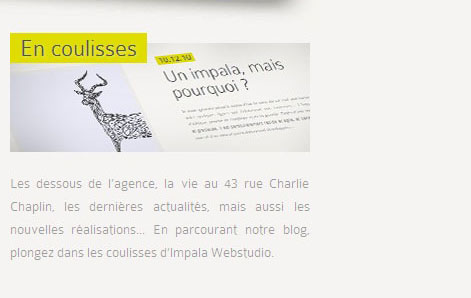 En coulisses
10.12.10
Un impala, mais
pourquoi ?
Les dessous de l'agence, la vie au 43 rue Charlie
Chaplin, les dernières actualités, mais aussi les
nouvelles réalisations... En parcourant notre blog,
plongez dans les coulisses d'Impala Webstudio.